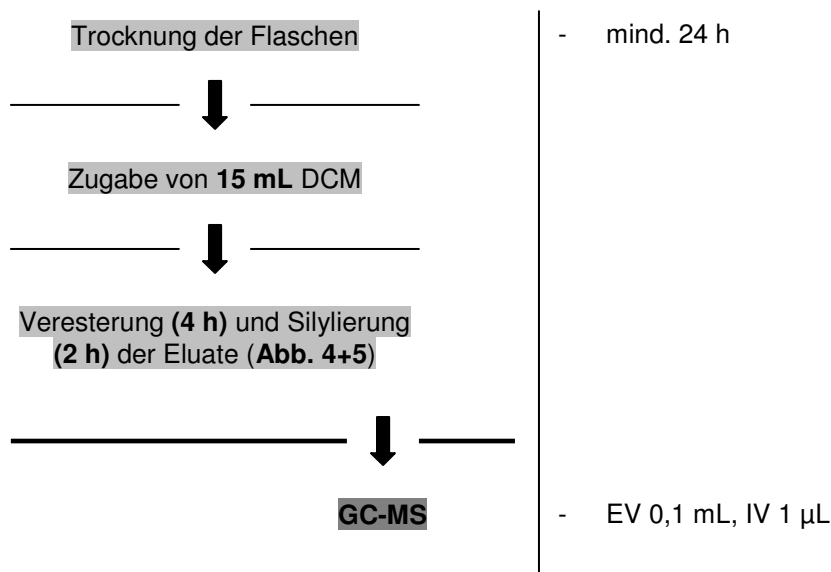 Trocknung der Flaschen - mind. 24 h
Zugabe von 15 mL DCM
Veresterung (4 h) und Silylierung
(2 h) der Eluate (Abb. 4+5)
GC-MS - EV 0,1 mL, IV 1 µL